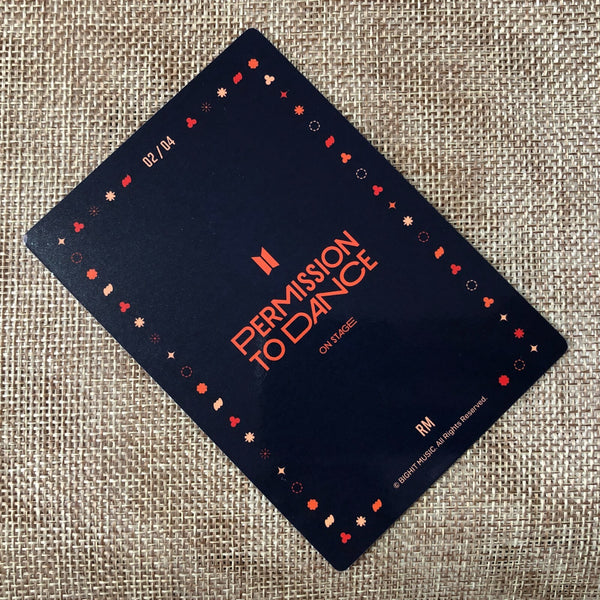 02 / 04
PERMISSION
TO DANCE
ON STAGE
RM
© BIGHIT MUSIC. All Rights Reserved.